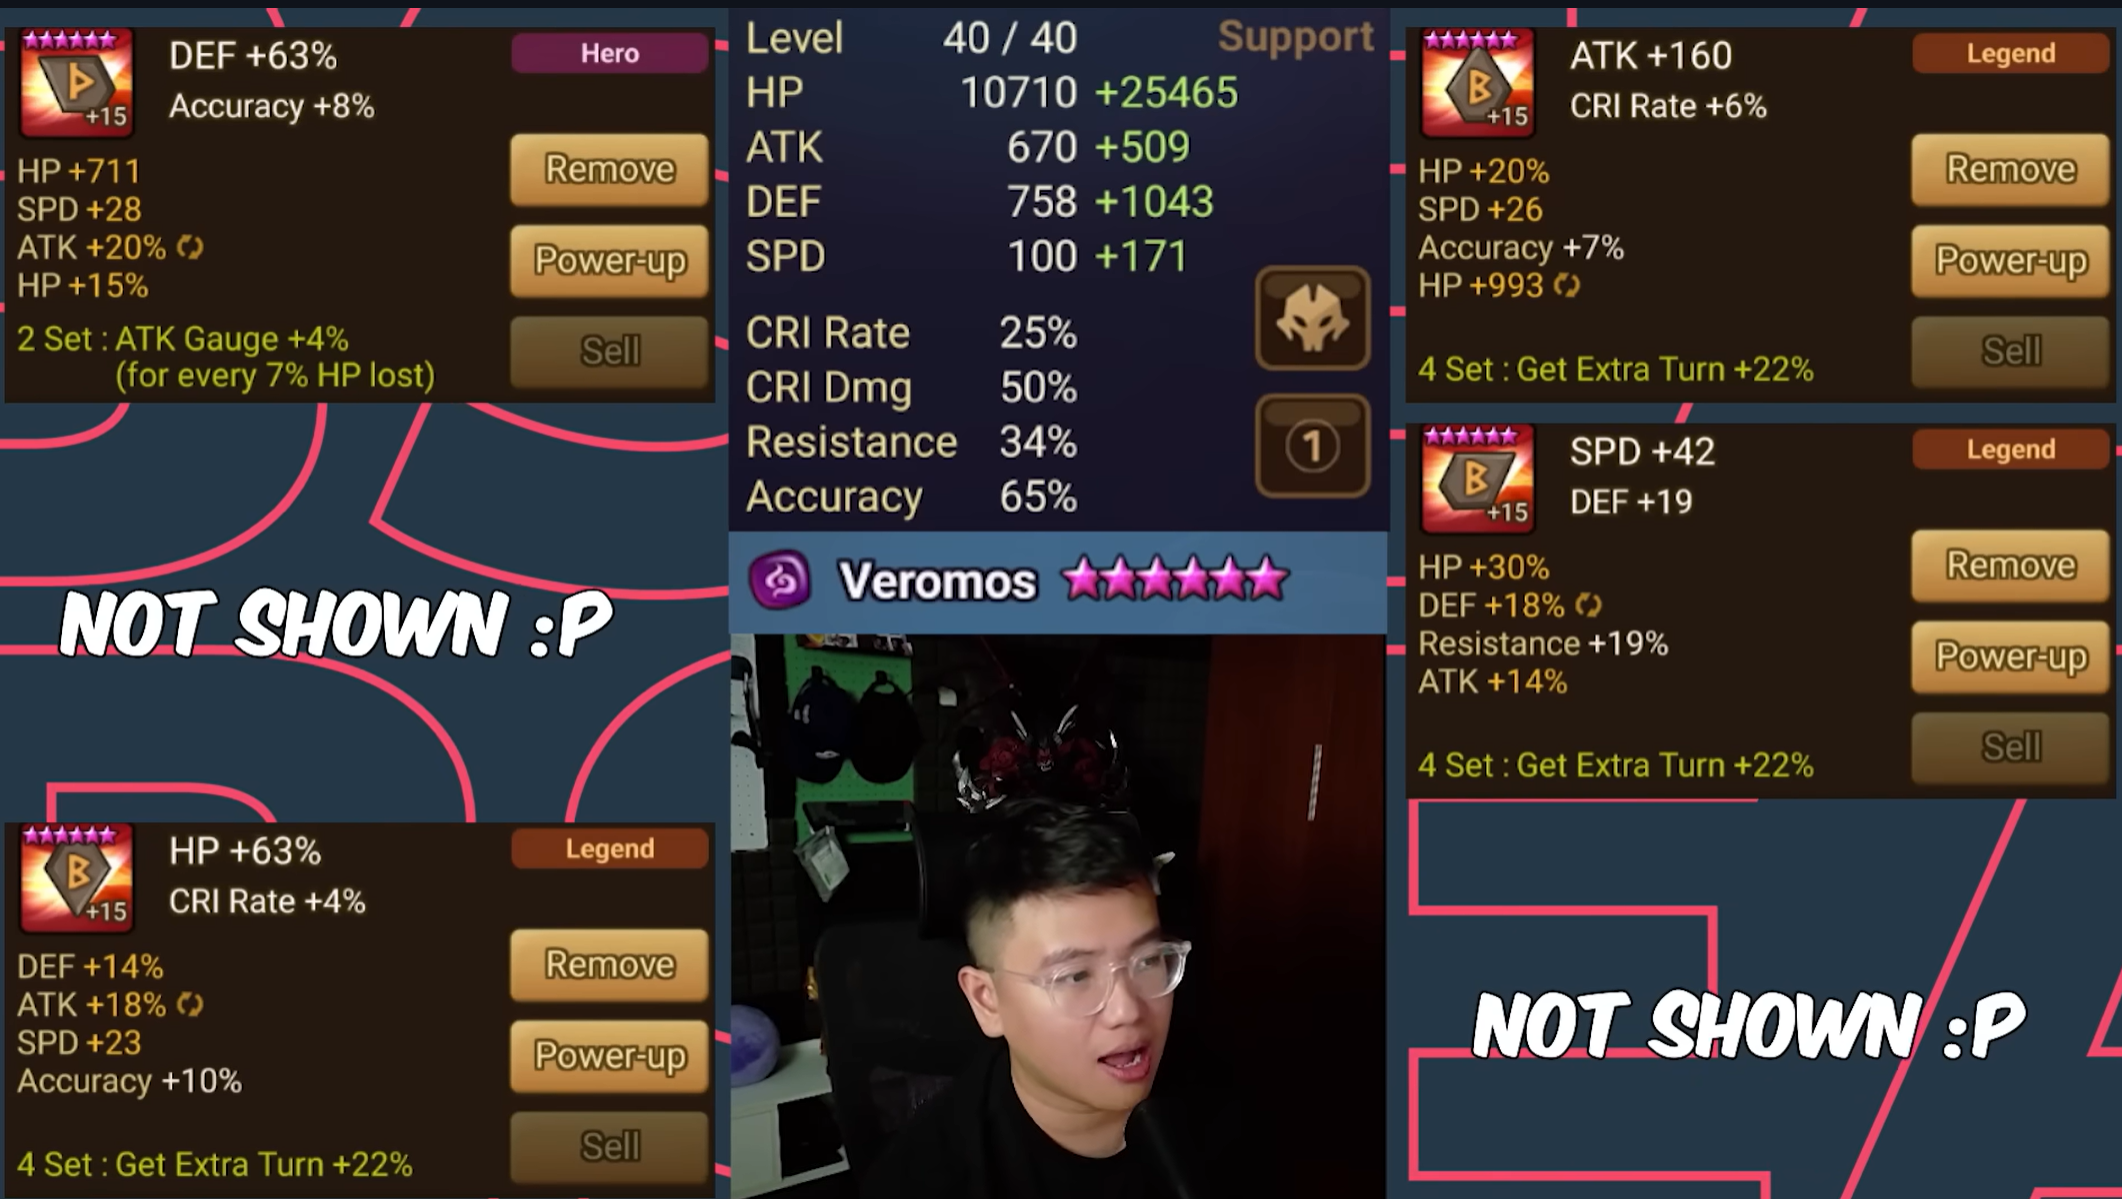 DEF +63%
Hero
Accuracy +8%
+15
HP +711
Remove
SPD +28
ATK +20%
Power-up
HP +15%
2 Set : ATK Gauge +4%
(for every 7% HP lost)
Sell
NOT SHOWN :P
HP +63%
Legend
CRI Rate +4%
+15
DEF +14%
Remove
ATK +18%
SPD +23
Power-up
Accuracy +10%
4 Set : Get Extra Turn +22%
Sell
Level 40 / 40
Support
HP 10710 +25465
ATK 670 +509
DEF 758 +1043
SPD 100 +171
CRI Rate 25%
CRI Dmg 50%
Resistance 34%
1
Accuracy 65%
Veromos
ATK +160
Legend
CRI Rate +6%
+15
HP +20%
Remove
SPD +26
Accuracy +7%
Power-up
HP +993
4 Set : Get Extra Turn +22%
Sell
SPD +42
Legend
DEF +19
+15
HP +30%
Remove
DEF +18%
Resistance +19%
Power-up
ATK +14%
4 Set : Get Extra Turn +22%
Sell
NOT SHOWN :P